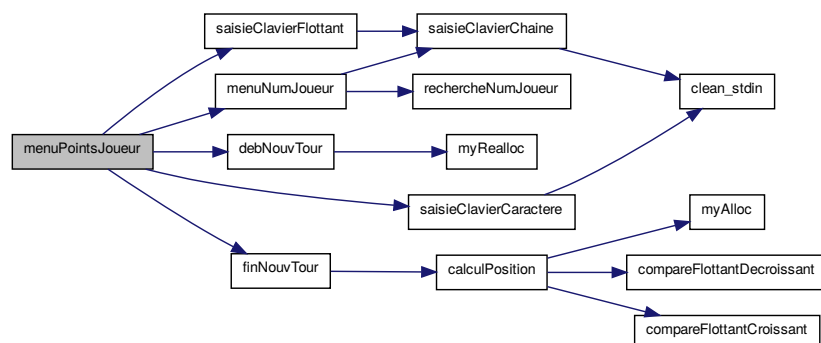 saisieClavierFlottant
saisieClavierChaine
menuNumJoueur
rechercheNumJoueur
clean_stdin
menuPointsJoueur
debNouvTour
myRealloc
saisieClavierCaractere
myAlloc
finNouvTour
calculPosition
compareFlottantDecroissant
compareFlottantCroissant